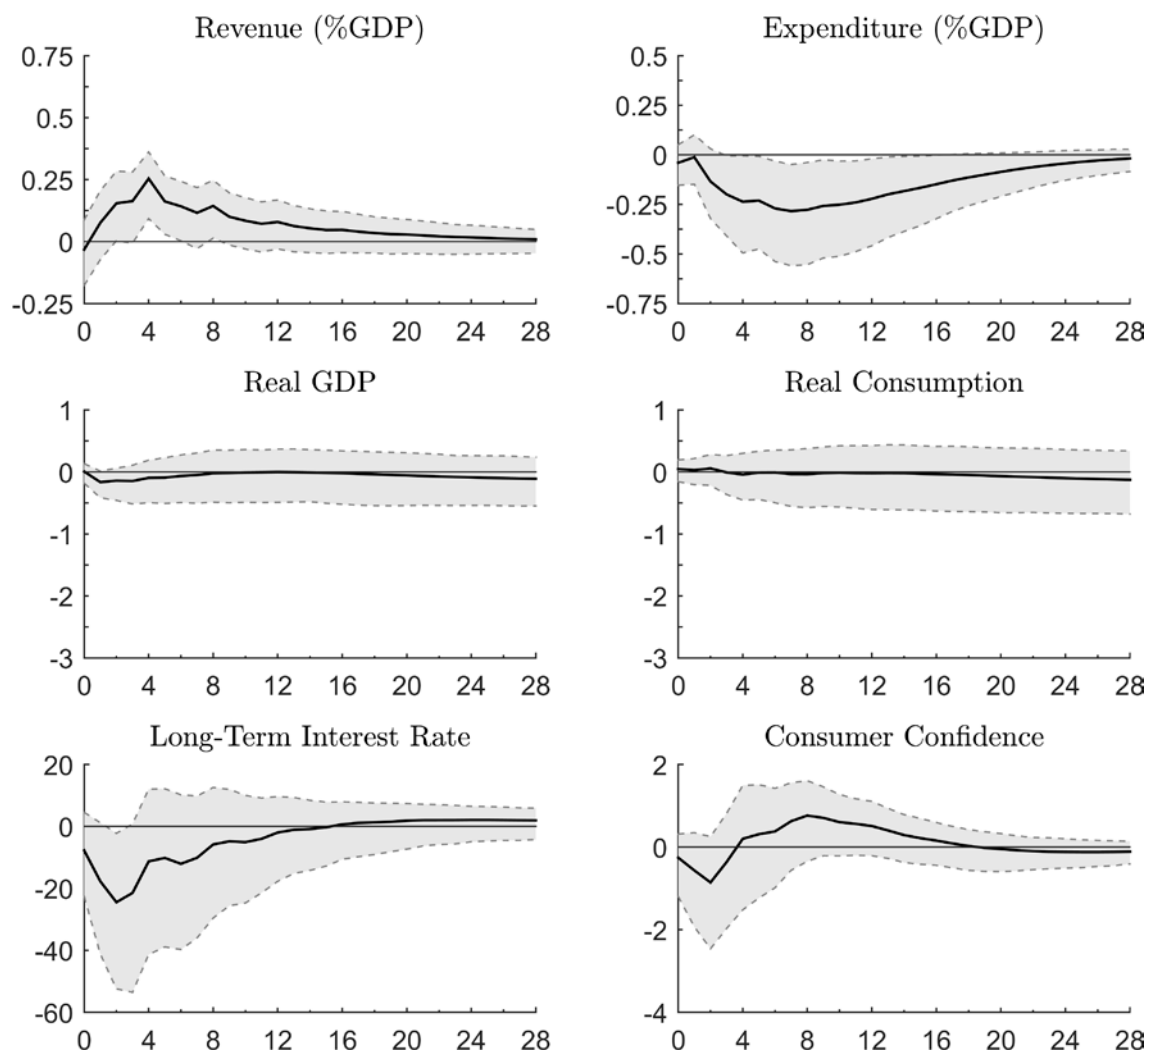 Revenue (%GDP)
Expenditure (%GDP)
0.75
0.5
0.25
0
-0.25
0 4 8 12 16 20 24 28
0.5
0.25
0
-0.25
-0.5
-0.75
0 4 8 12 16 20 24 28
Real GDP
Real Consumption
1
0
-1
-2
-3
0 4 8 12 16 20 24 28
1
0
-1
-2
-3
0 4 8 12 16 20 24 28
Long-Term Interest Rate
Consumer Confidence
20
0
-20
-40
-60
0 4 8 12 16 20 24 28
2
0
-2
-4
0 4 8 12 16 20 24 28